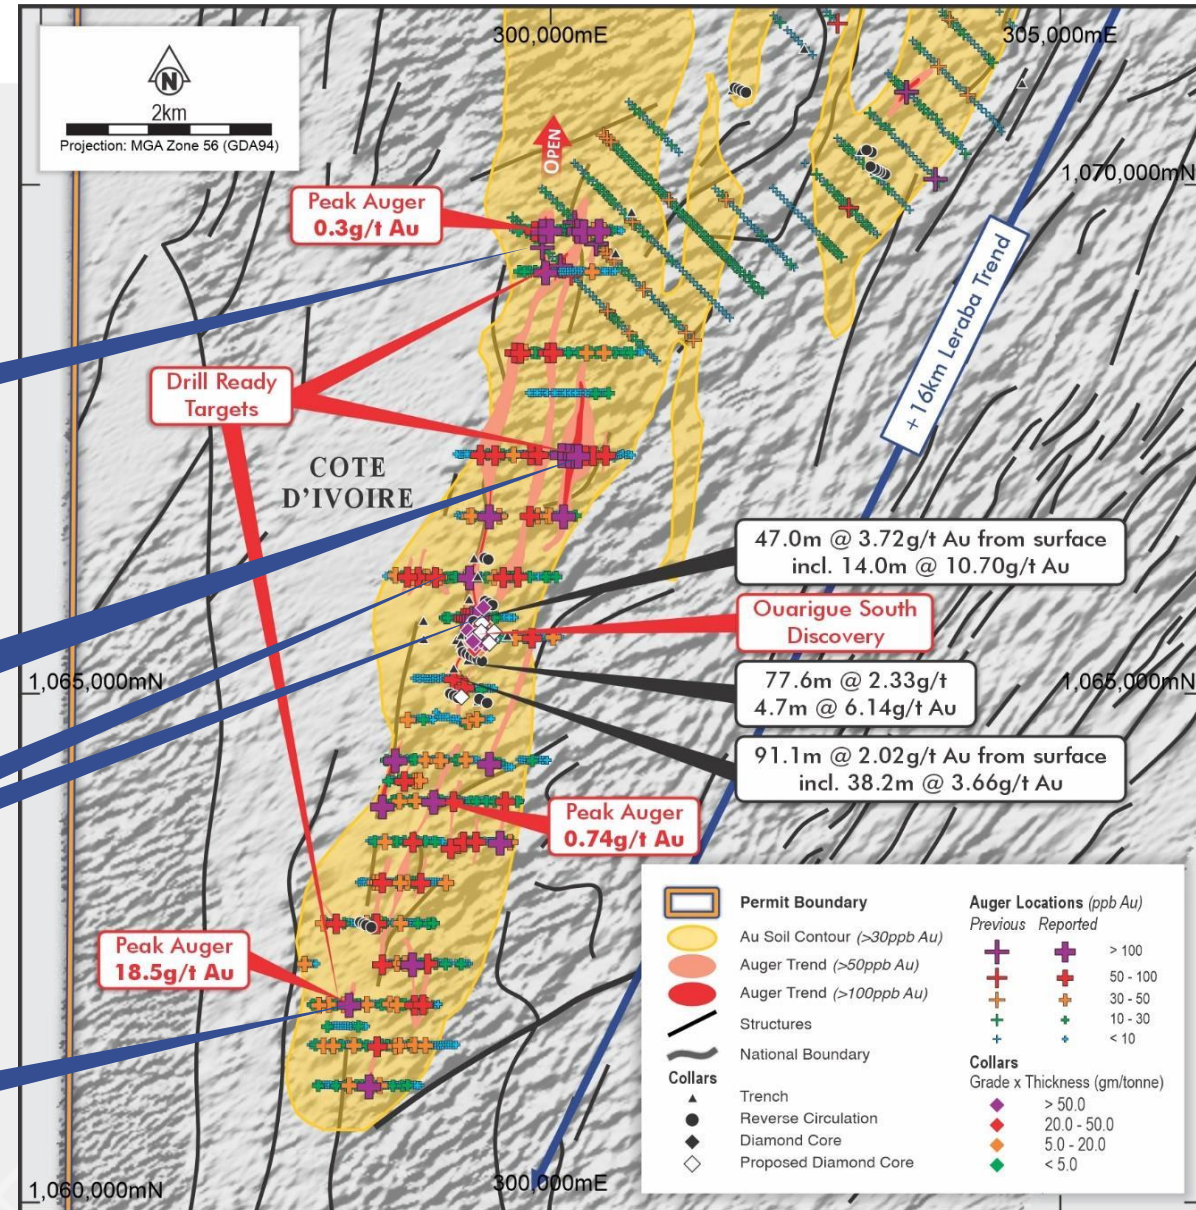 300,000mE
305,000mE
N
2km
Projection: MGA Zone 56 (GDA94)
OPEN
1,070,000mN
Peak Auger
0.3g/t Au
+16km Leraba Trend
Drill Ready
Targets
COTE
D'IVOIRE
47.0m @ 3.72g/t Au from surface
incl. 14.0m @ 10.70g/t Au
Ouarigue South
Discovery
1,065,000mN
1,065,000mN
77.6m @ 2.33g/t
4.7m @ 6.14g/t Au
91.1m @ 2.02g/t Au from surface
incl. 38.2m @ 3.66g/t Au
Peak Auger
0.74g/t Au
Peak Auger
18.5g/t Au
Permit Boundary
Au Soil Contour (>30ppb Au)
Auger Trend (>50ppb Au)
Auger Trend (>100ppb Au)
Structures
National Boundary
Collars
Trench
Reverse Circulation
Diamond Core
Proposed Diamond Core
Auger Locations (ppb Au)
Previous Reported
> 100
50 - 100
30 - 50
10 - 30
< 10
Collars
Grade x Thickness (gm/tonne)
> 50.0
20.0 - 50.0
5.0 - 20.0
< 5.0
1,060,000mN
300,000mE